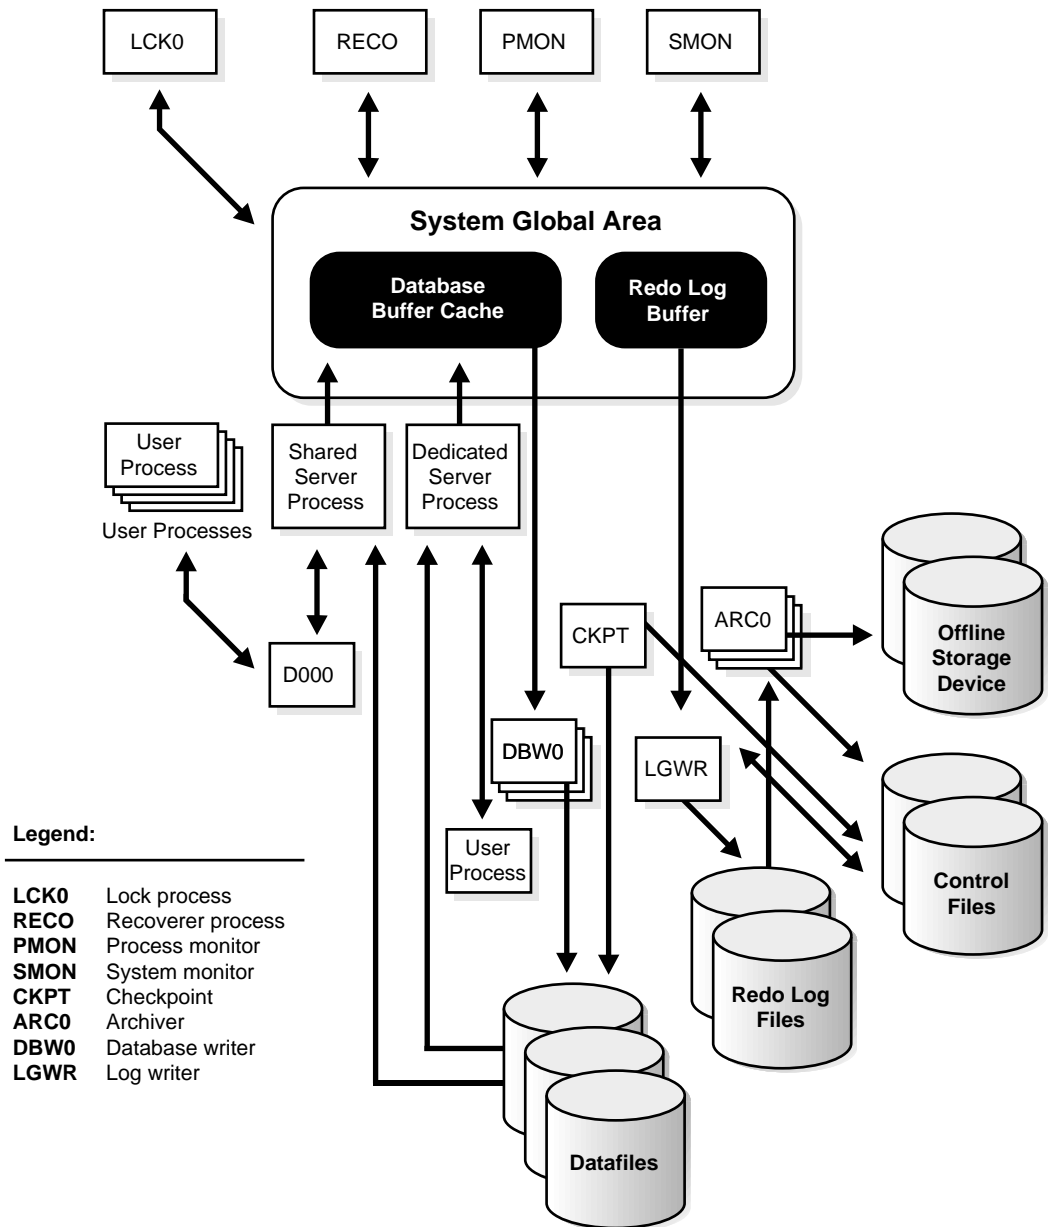 LCK0
RECO
PMON
SMON
System Global Area
Database
Buffer Cache
Redo Log
Buffer
User
Process
User Processes
Shared
Server
Process
Dedicated
Server
Process
D000
CKPT
ARC0
Offline
Storage
Device
DBW0
LGWR
User
Process
Control
Files
Redo Log
Files
Datafiles
Legend:
LCK0 Lock process
RECO Recoverer process
PMON Process monitor
SMON System monitor
CKPT Checkpoint
ARC0 Archiver
DBW0 Database writer
LGWR Log writer